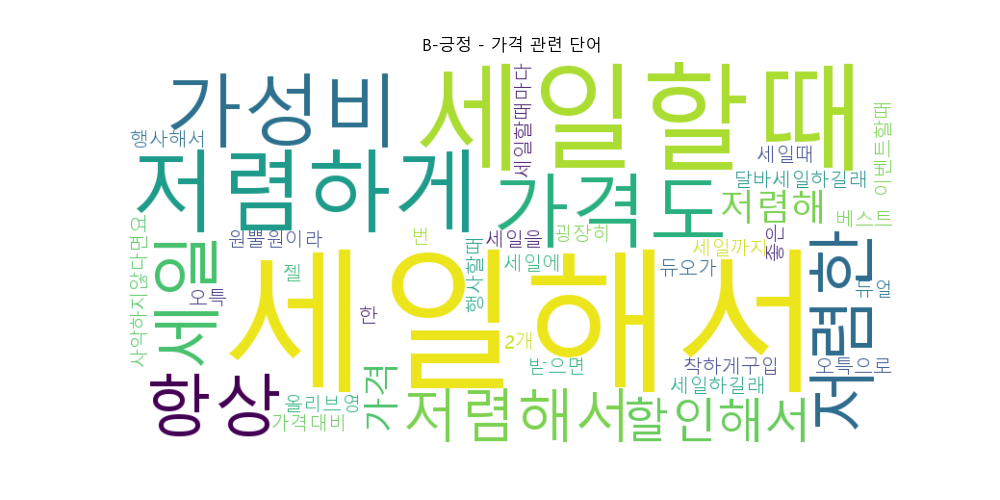 B-긍정 - 가격 관련 단어
가성비
세일할때
세일할때마다
이벤트할때
행사해서
세일때
저렴하게
가격도
달바세일하길래
저렴해
베스트
사악하지않다면요
세일
원뿔원이라
번
행사할때
세일을
굉장히
세일에
세일까지
좋은
저렴한
젤
오특
듀오가
듀얼
세일해서
한
2개
받으면
착하게구입
오특으로
항상
올리브영
가격대비
가격
저렴해서
세일하길래
할인해서